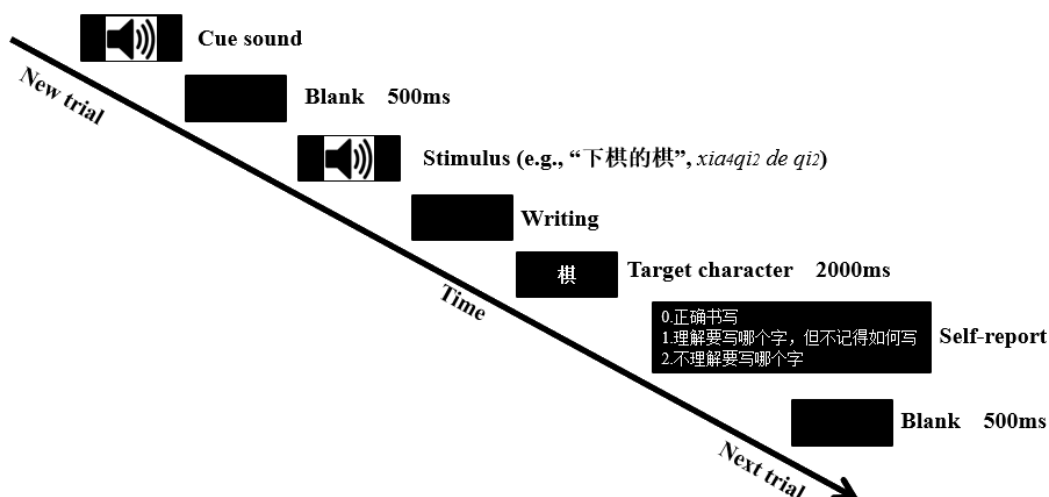 Cue sound
New trial
Blank 500ms
Stimulus (e.g., “下棋的棋”, xia4qi2 de qi2)
Writing
棋
Target character 2000ms
Time
0.正确书写
1.理解要写哪个字，但不记得如何写
2.不理解要写哪个字
Self-report
Blank 500ms
Next trial